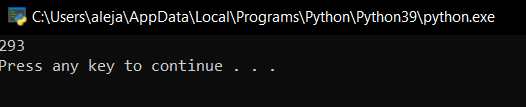 C:\Users\aleja\AppData\Local\Programs\Python\Python39\python.exe
293
Press any key to continue . . .